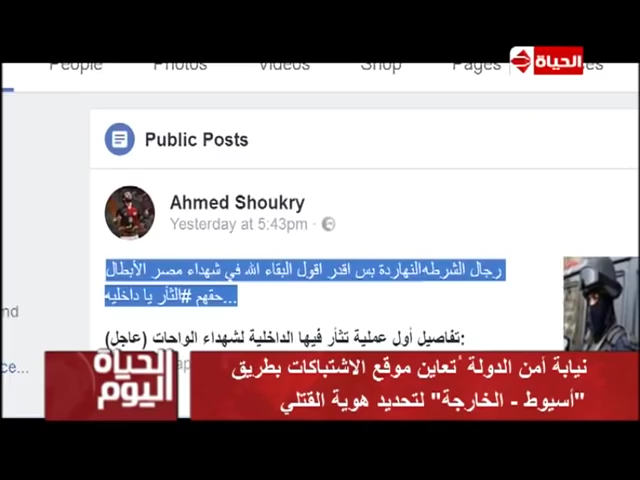 People Photos Videos Shop Pages
الحياة
Public Posts
Ahmed Shoukry
Yesterday at 5:43pm ·
رجال الشرطه النهاردة بس اقدر اقول البقاء الله في شهداء مصر الأبطال
حقهم #الثأر يا داخليه...
تفاصيل أول عملية تثأر فيها الداخلية لشهداء الواحات (عاجل):
الحياة
اليوم
نيابة أمن الدولة تعاين موقع الاشتباكات بطريق
"أسيوط - الخارجة" لتحديد هوية القتلي